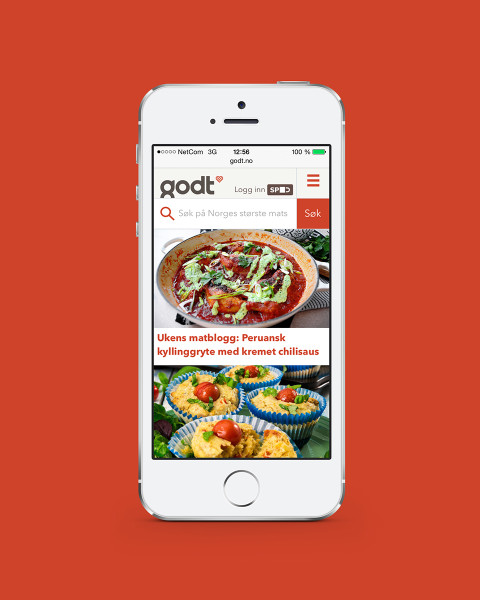 NetCom 3G 12:56 100 %
godt.no
godt Logg inn SPiD
Søk på Norges største mats Søk
Ukens matblogg: Peruansk
kyllinggryte med kremet chilisaus